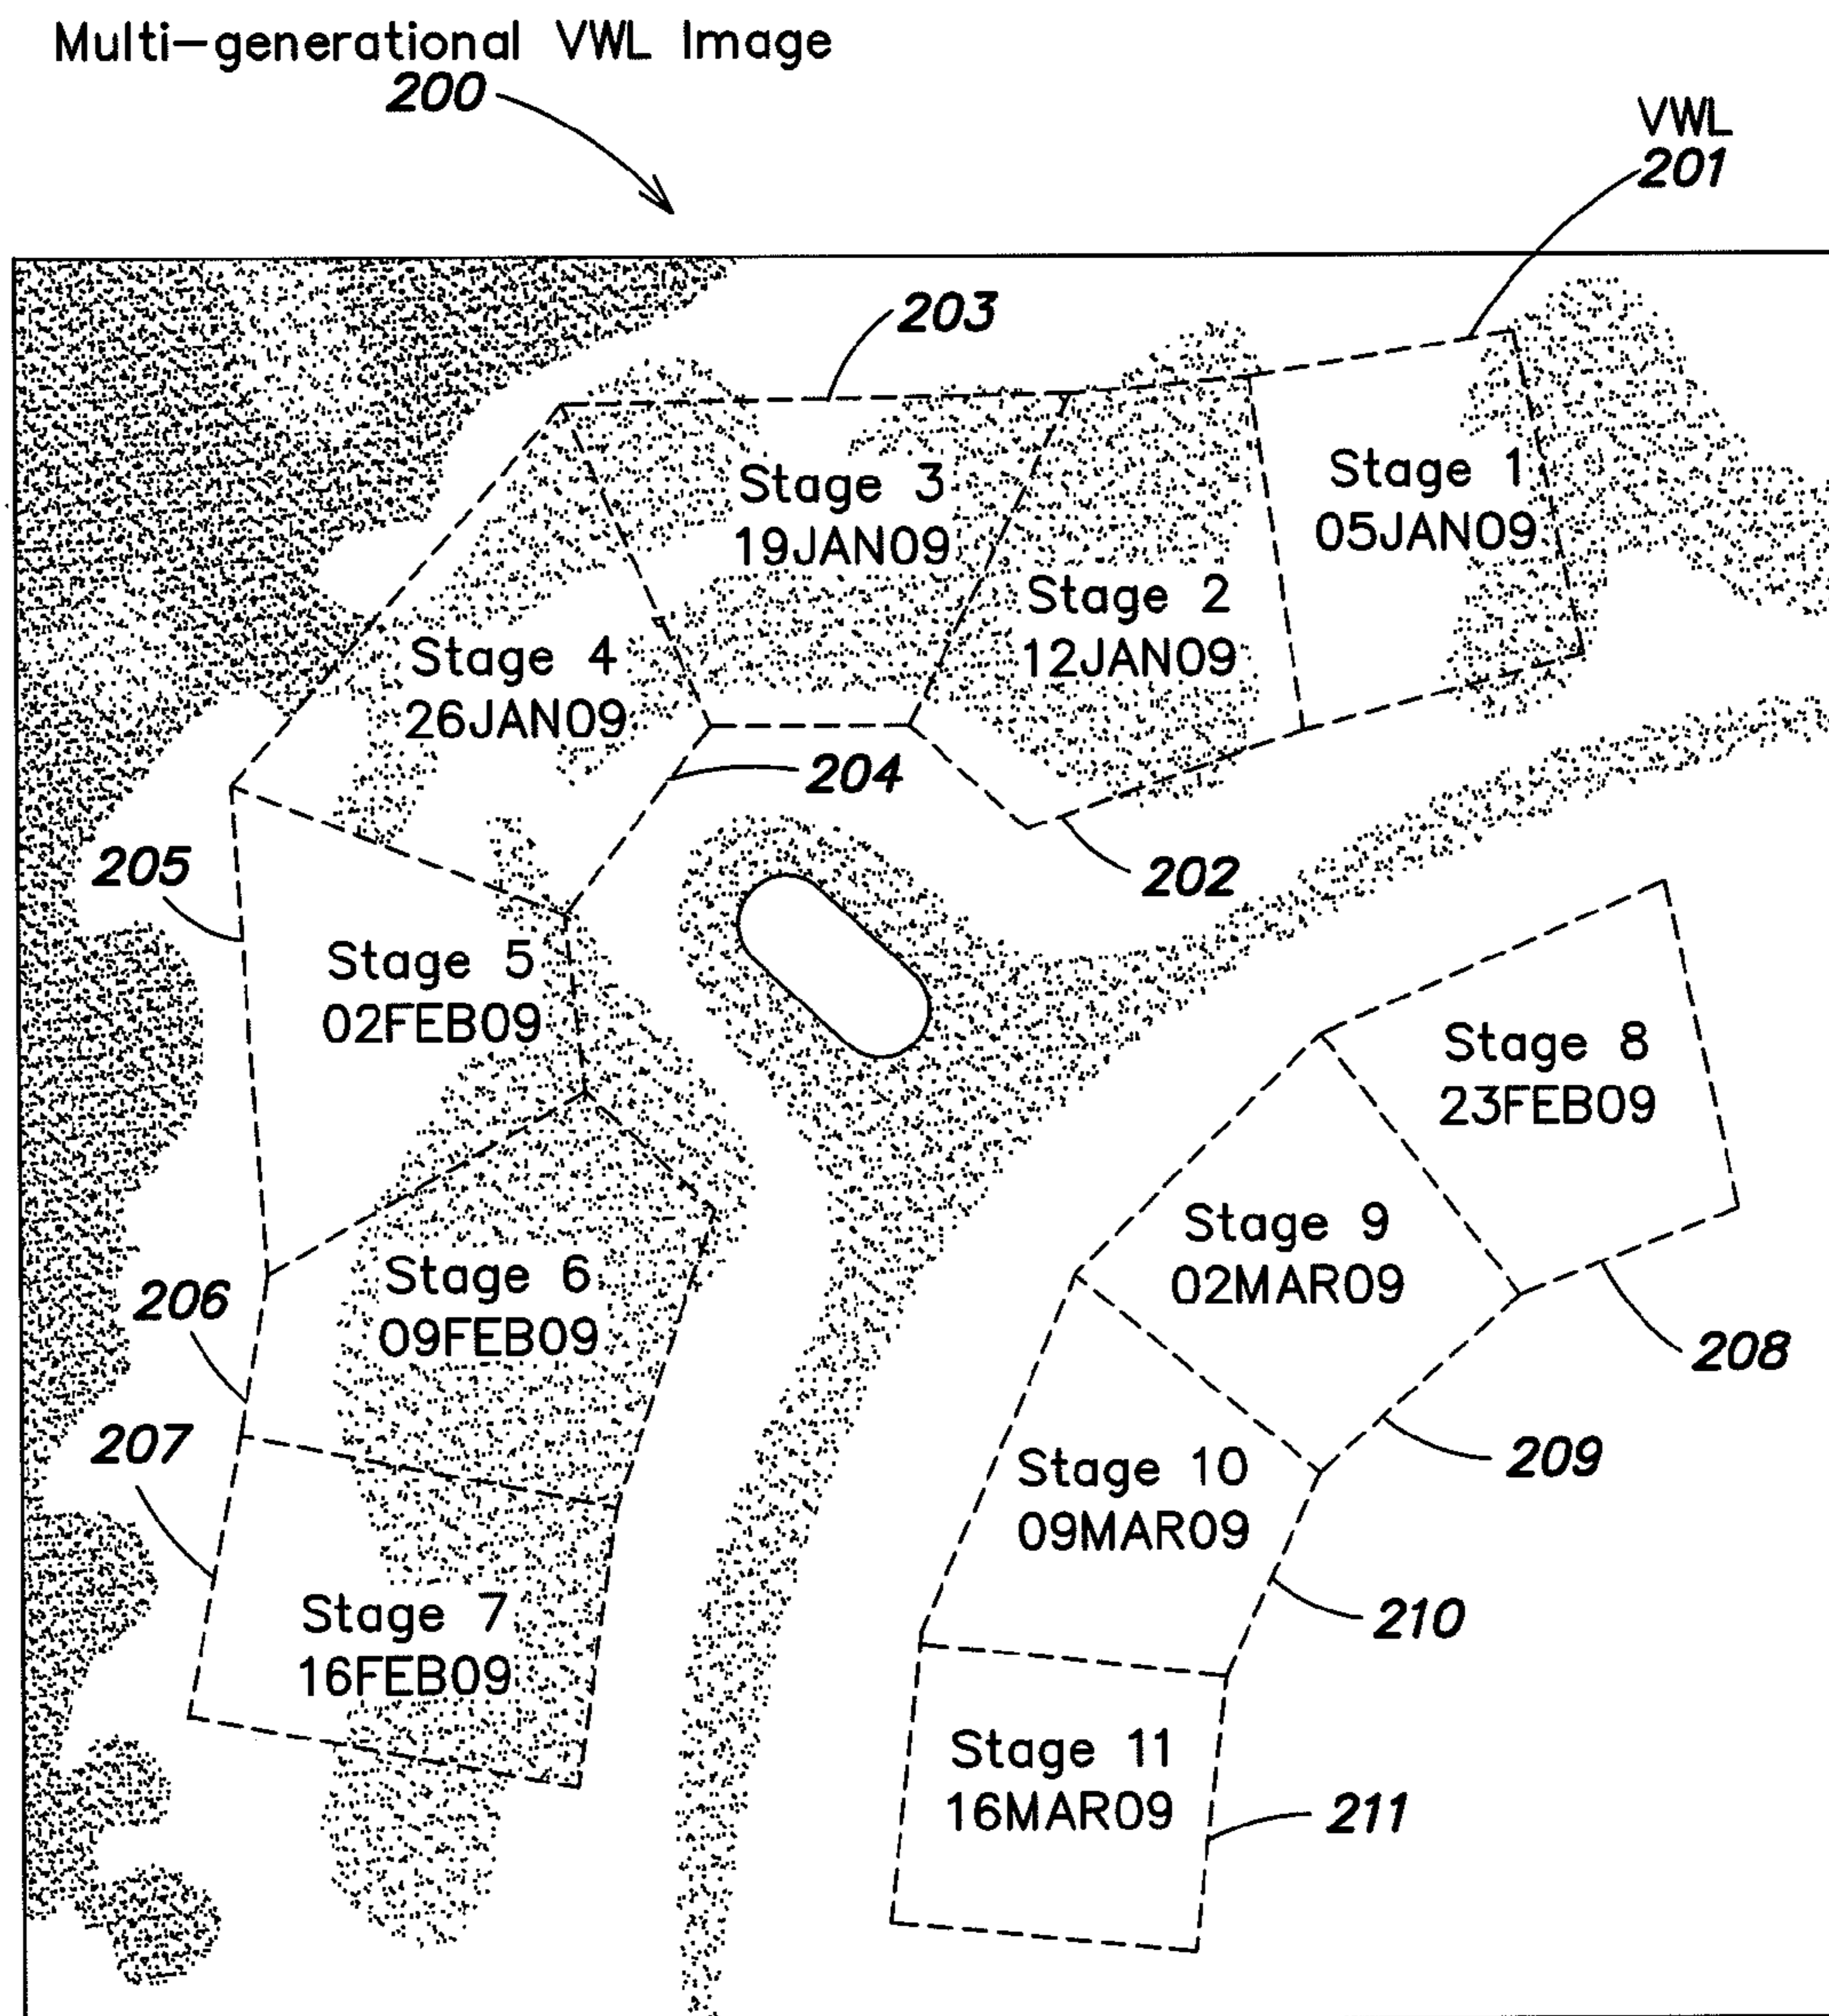 Multi-generational VWL Image
200
VWL
201
203
Stage 3
19JAN09
Stage 1
05JAN09
Stage 2
12JAN09
Stage 4
26JAN09
204
205
202
Stage 5
02FEB09
Stage 8
23FEB09
Stage 9
02MAR09
206
Stage 6
09FEB09
208
207
209
Stage 10
09MAR09
Stage 7
16FEB09
210
Stage 11
16MAR09
211